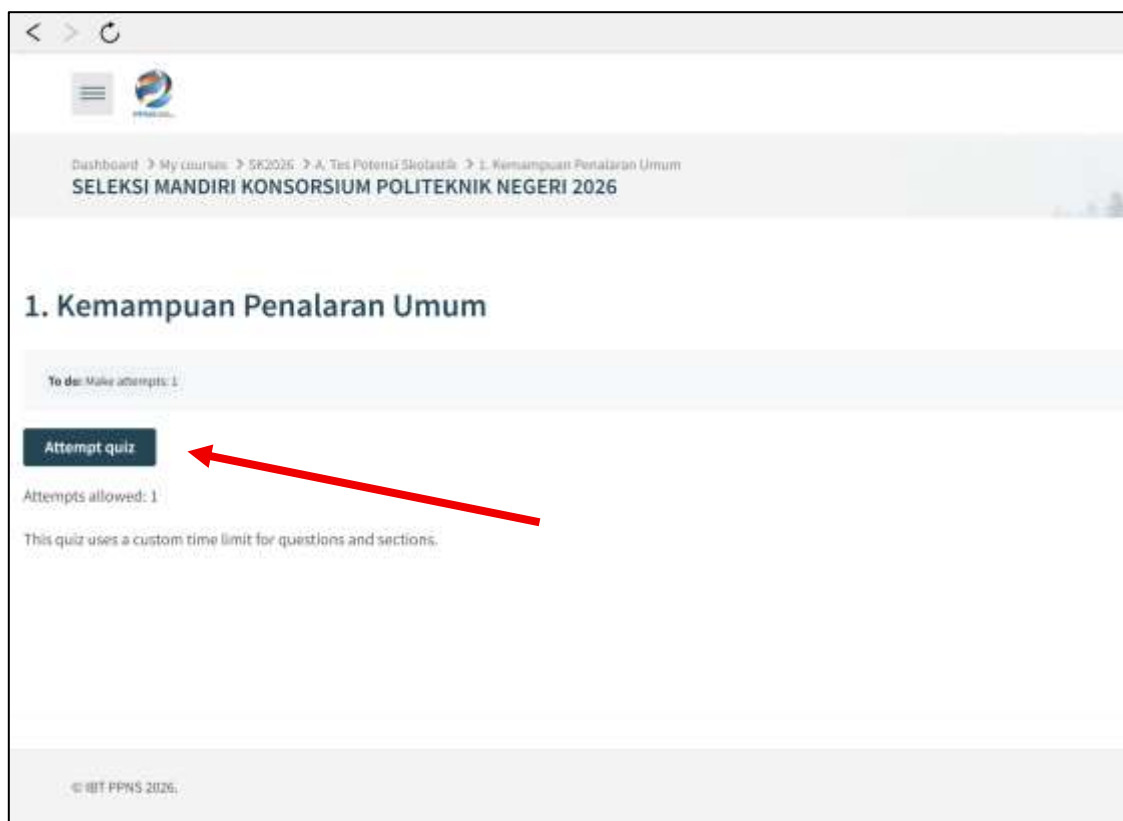 Dashboard > My courses > SK2026 > A. Tes Potensi Skolastik > 1. Kemampuan Penalaran Umum
SELEKSI MANDIRI KONSORSIUM POLITEKNIK NEGERI 2026
1. Kemampuan Penalaran Umum
To do: Make attempts: 1
Attempt quiz
Attempts allowed: 1
This quiz uses a custom time limit for questions and sections.
© IBT PPNS 2026.